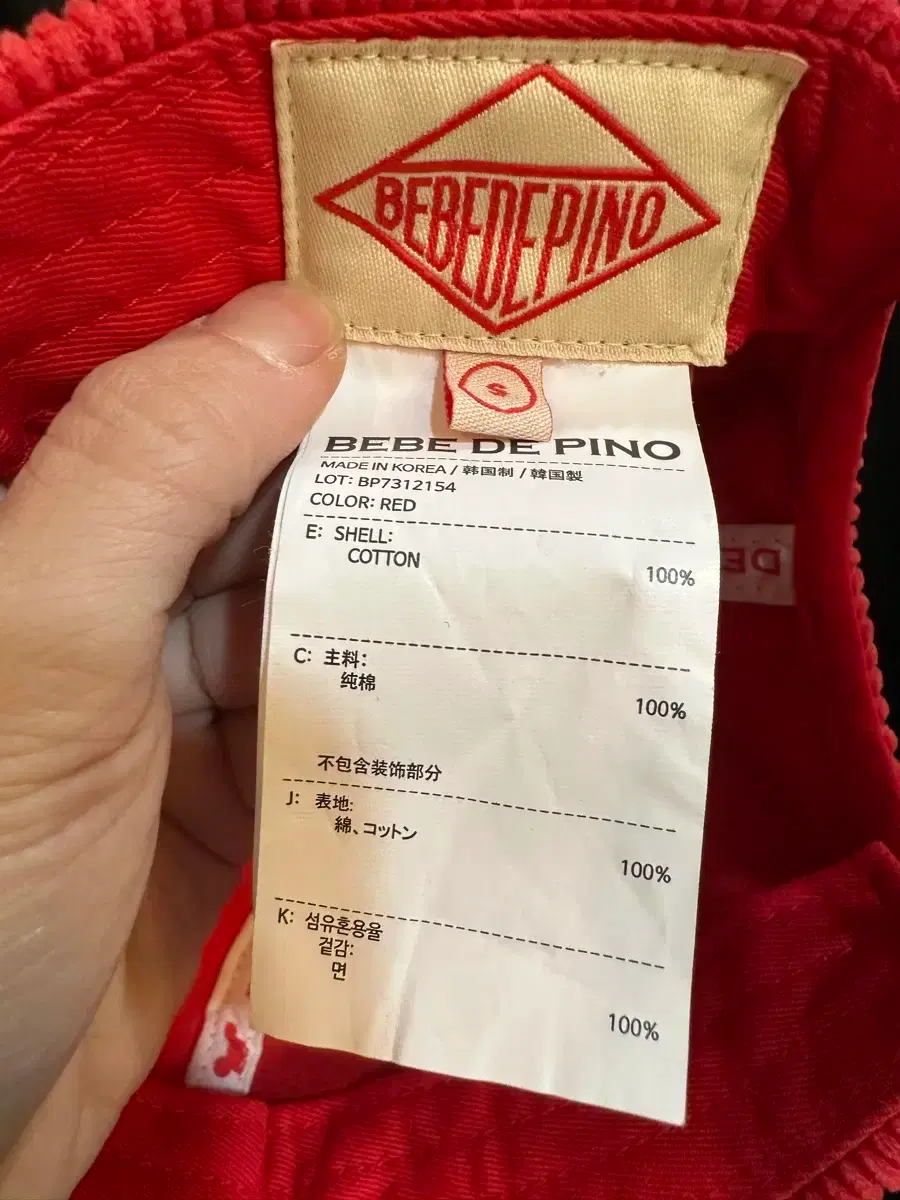 BEBEDEPINO
S
BEBE DE PINO
MADE IN KOREA / 韩国制 / 韓国製
LOT: BP7312154
COLOR: RED
E: SHELL:
COTTON 100%
DE
C: 主料:
纯棉 100%
不包含装饰部分
J: 表地:
綿、コットン 100%
K: 섬유혼용율
겉감:
면 100%